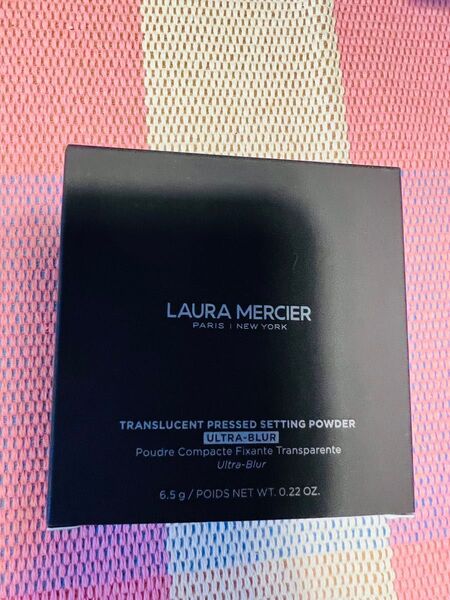 LAURA MERCIER
PARIS | NEW YORK
TRANSLUCENT PRESSED SETTING POWDER
ULTRA-BLUR
Poudre Compacte Fixante Transparente
Ultra-Blur
6.5 g / POIDS NET WT. 0.22 OZ.